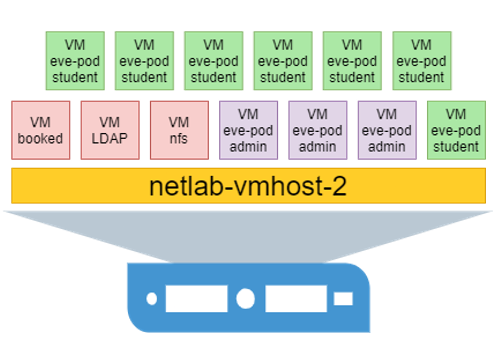 VM
eve-pod
student
VM
eve-pod
student
VM
eve-pod
student
VM
eve-pod
student
VM
eve-pod
student
VM
eve-pod
student
VM
booked
VM
LDAP
VM
nfs
VM
eve-pod
admin
VM
eve-pod
admin
VM
eve-pod
admin
VM
eve-pod
student
netlab-vmhost-2